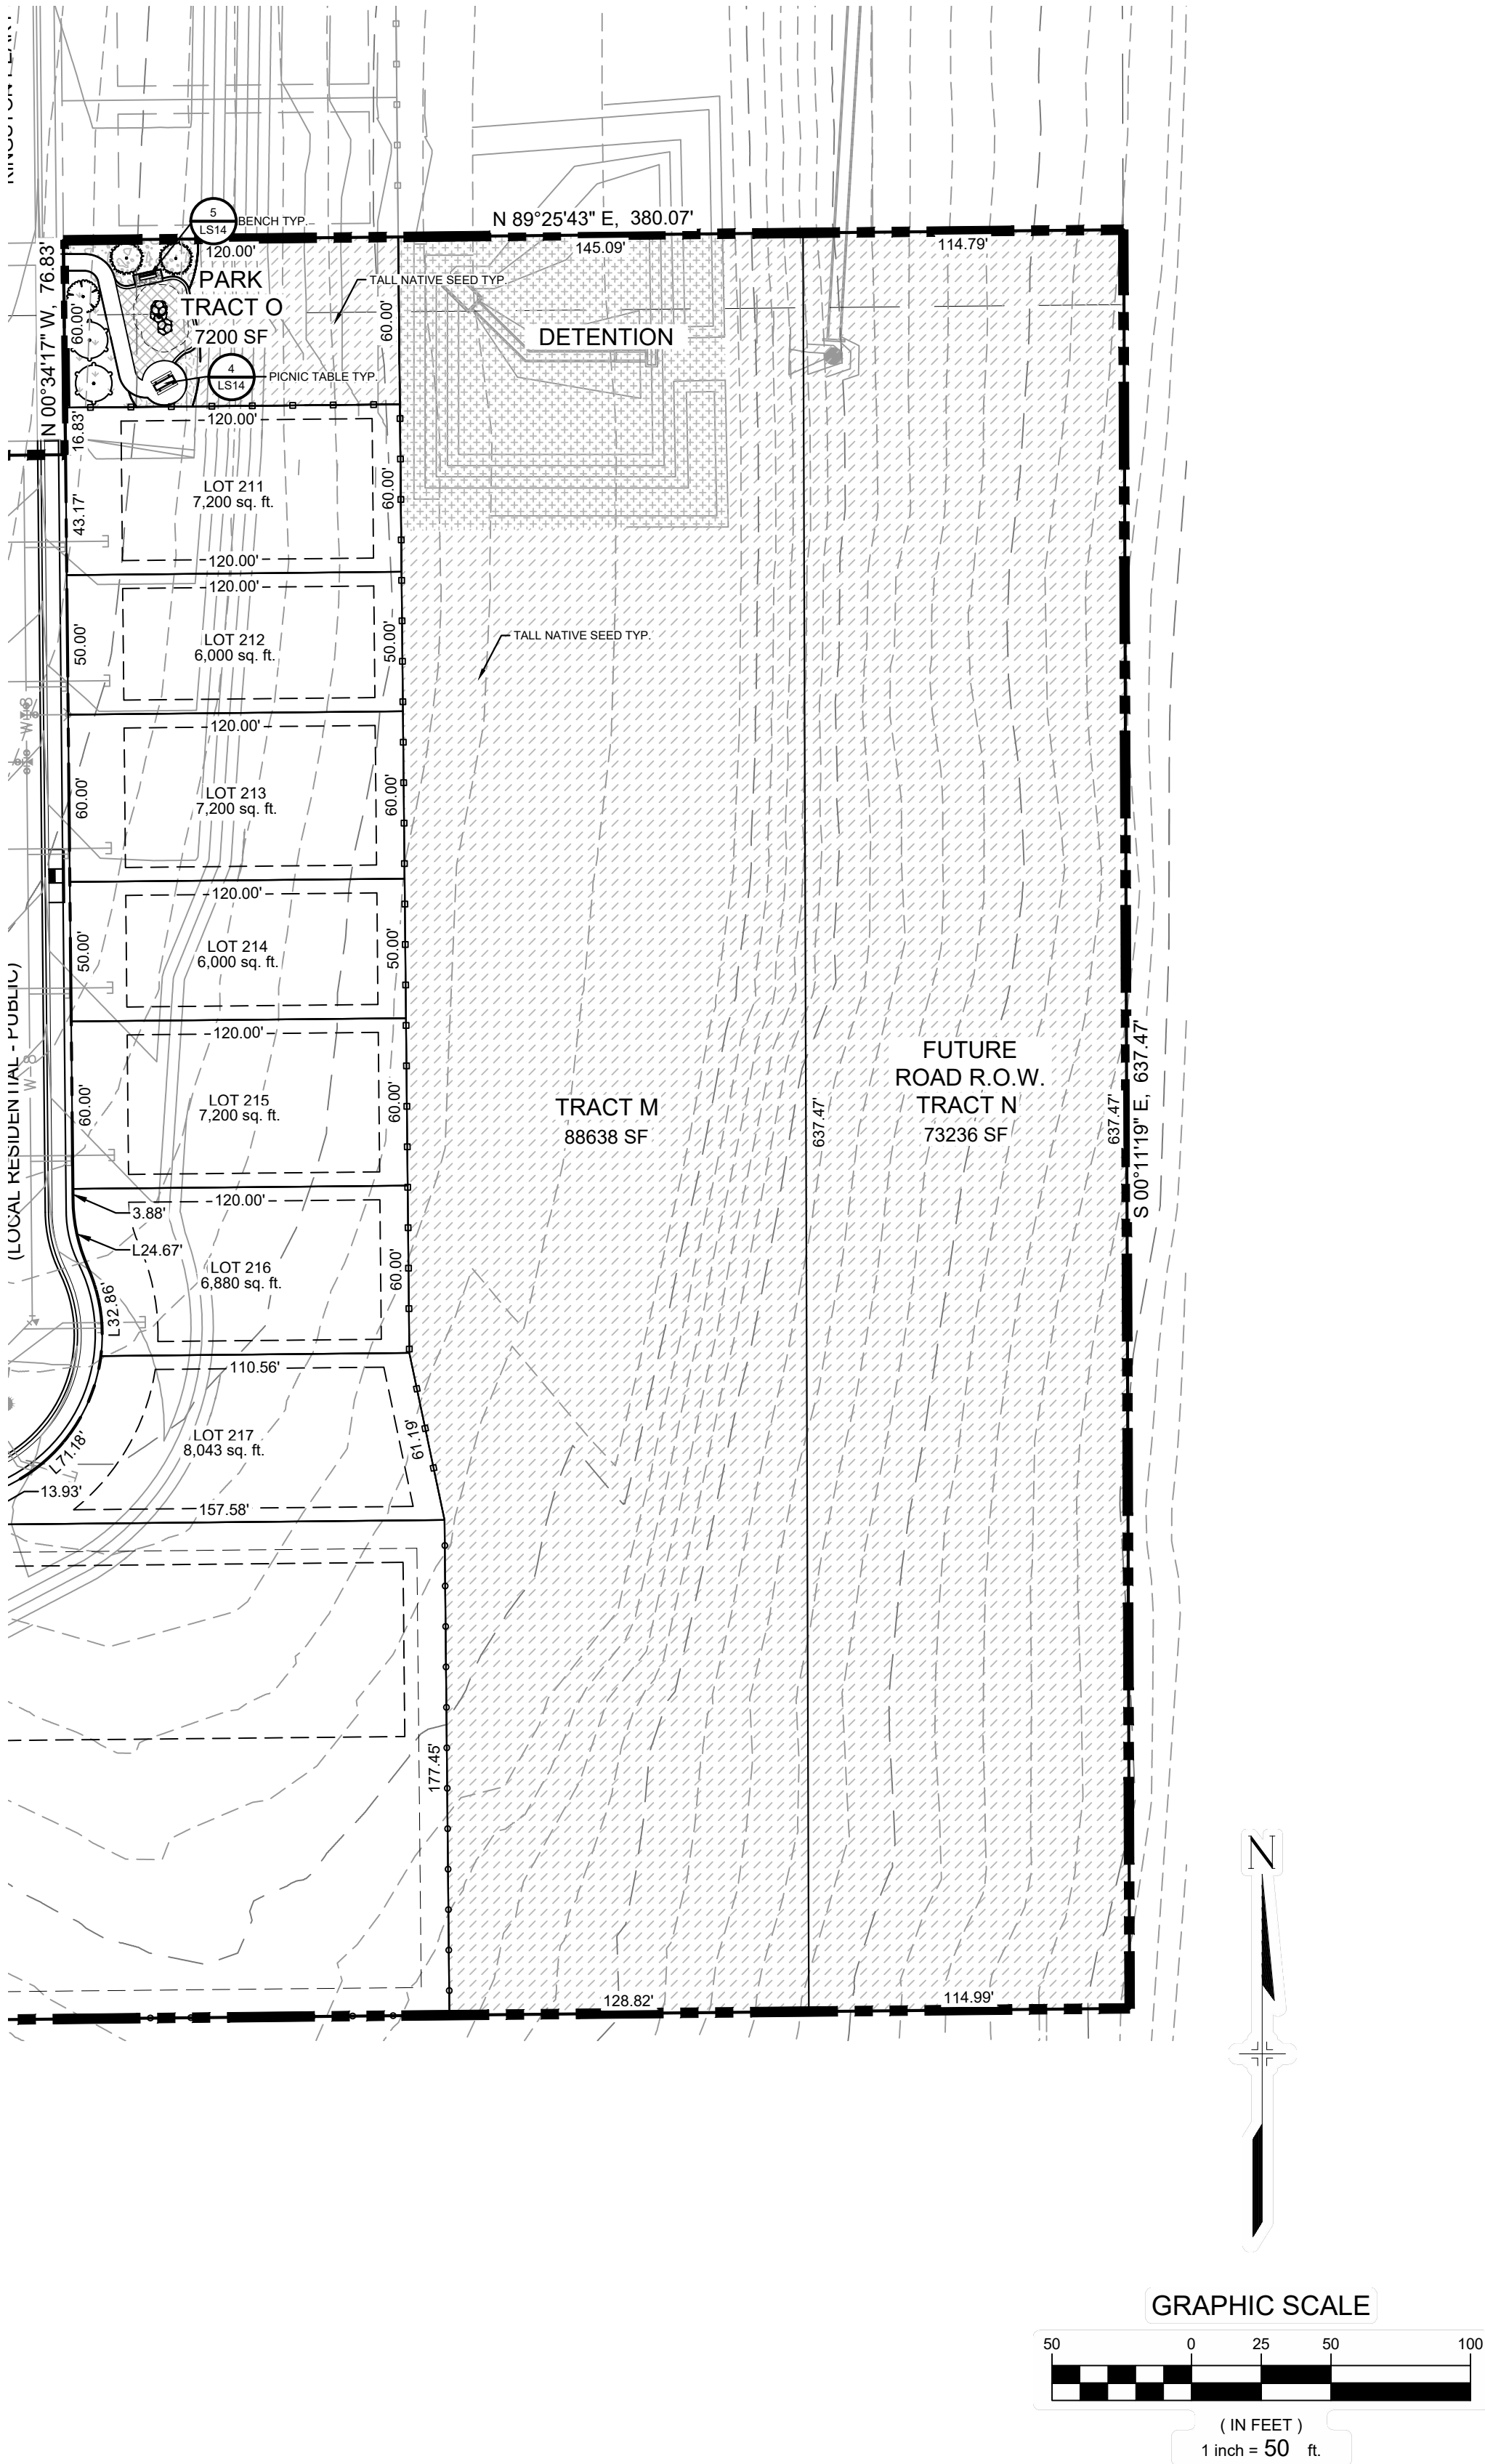 5
LS14
BENCH TYP.
N 89°25'43" E, 380.07'
120.00'
145.09'
114.79'
N 00°34'17" W, 76.83'
60.00'
PARK
TRACT O
7200 SF
TALL NATIVE SEED TYP.
60.00'
DETENTION
4
LS14
PICNIC TABLE TYP.
16.83'
120.00'
43.17'
LOT 211
7,200 sq. ft.
60.00'
120.00'
120.00'
50.00'
LOT 212
6,000 sq. ft.
50.00'
TALL NATIVE SEED TYP.
W-8
120.00'
60.00'
LOT 213
7,200 sq. ft.
60.00'
120.00'
50.00'
LOT 214
6,000 sq. ft.
50.00'
(LOCAL RESIDENTIAL - PUBLIC)
W-8
120.00'
60.00'
LOT 215
7,200 sq. ft.
60.00'
TRACT M
88638 SF
637.47'
FUTURE
ROAD R.O.W.
TRACT N
73236 SF
637.47'
S 00°11'19" E, 637.47'
120.00'
3.88'
L24.67'
L32.86'
LOT 216
6,880 sq. ft.
60.00'
110.56'
LOT 217
8,043 sq. ft.
61.19'
L71.18'
13.93'
157.58'
177.45'
128.82'
114.99'
N
GRAPHIC SCALE
50 0 25 50 100
( IN FEET )
1 inch = 50 ft.